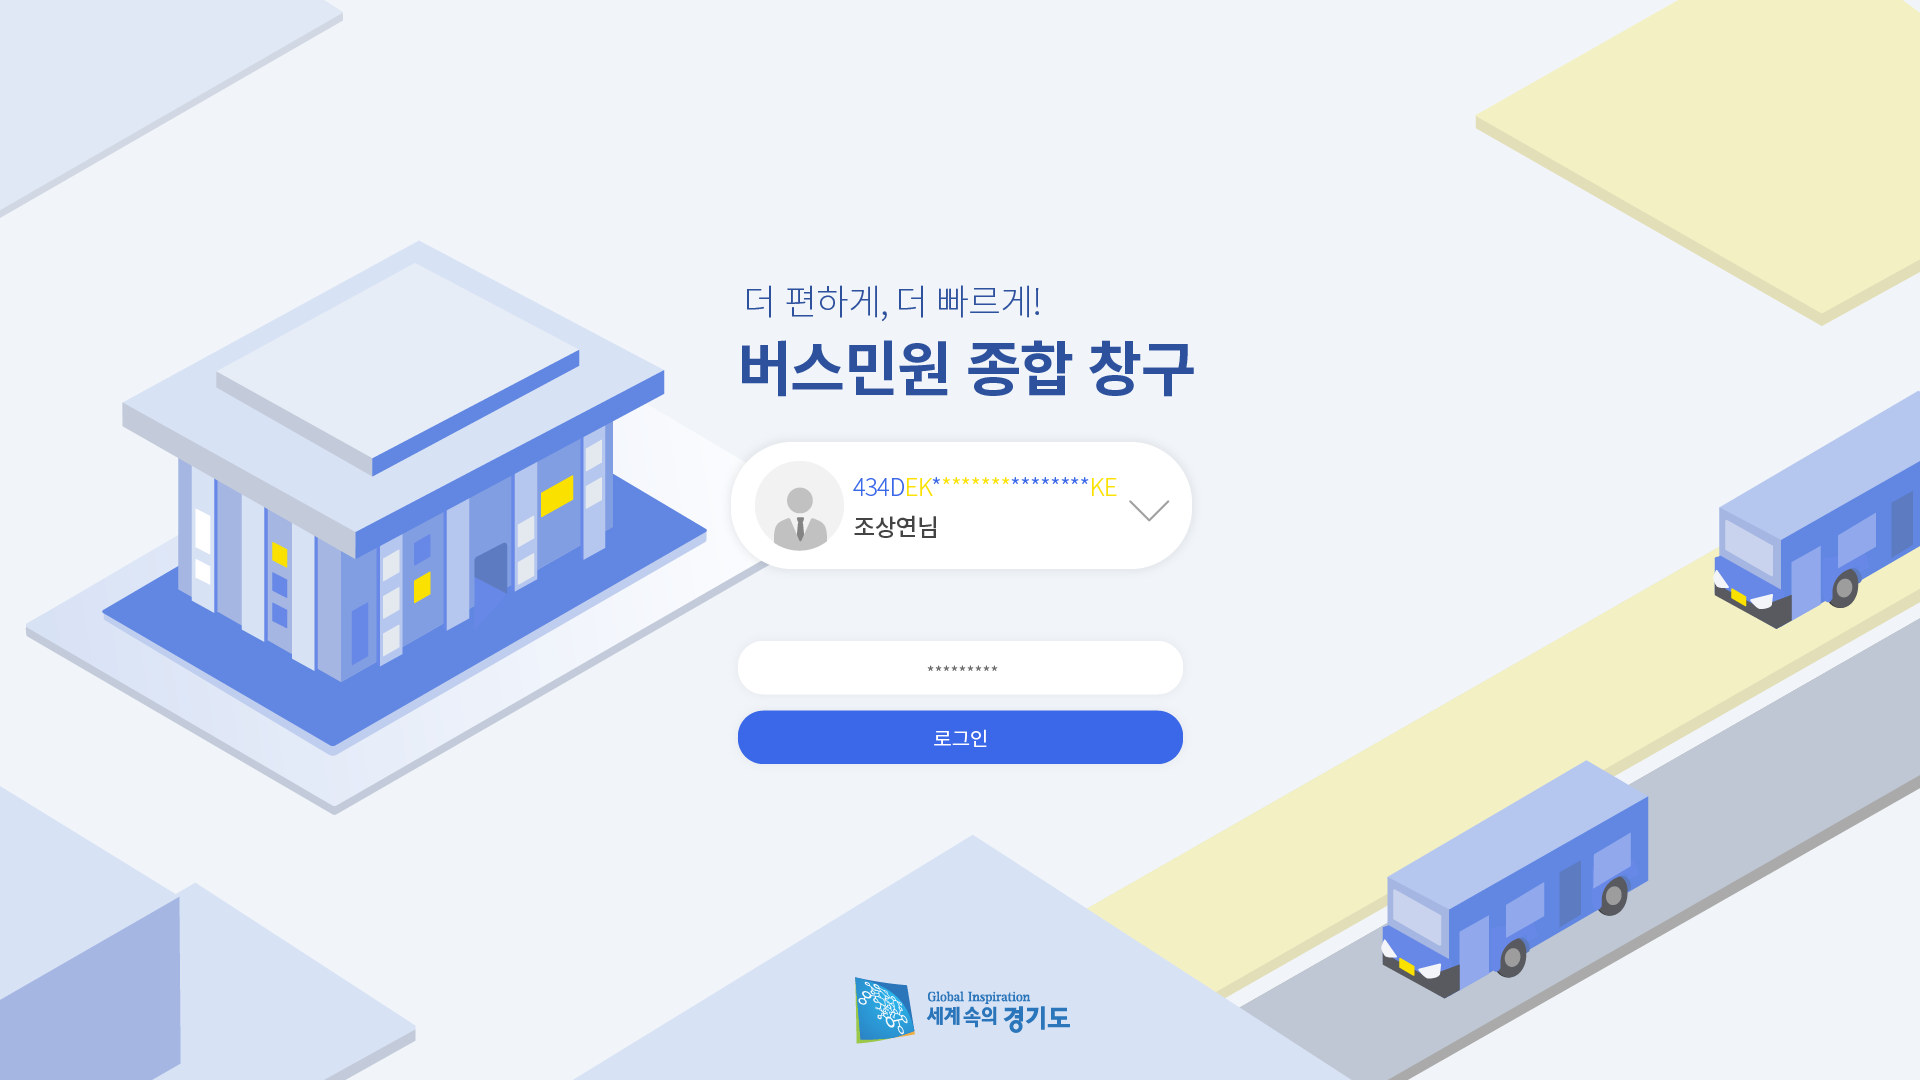 더 편하게, 더 빠르게!
버스민원 종합 창구
434DEK****************KE
조상연님
*********
로그인
Global Inspiration
세계속의 경기도